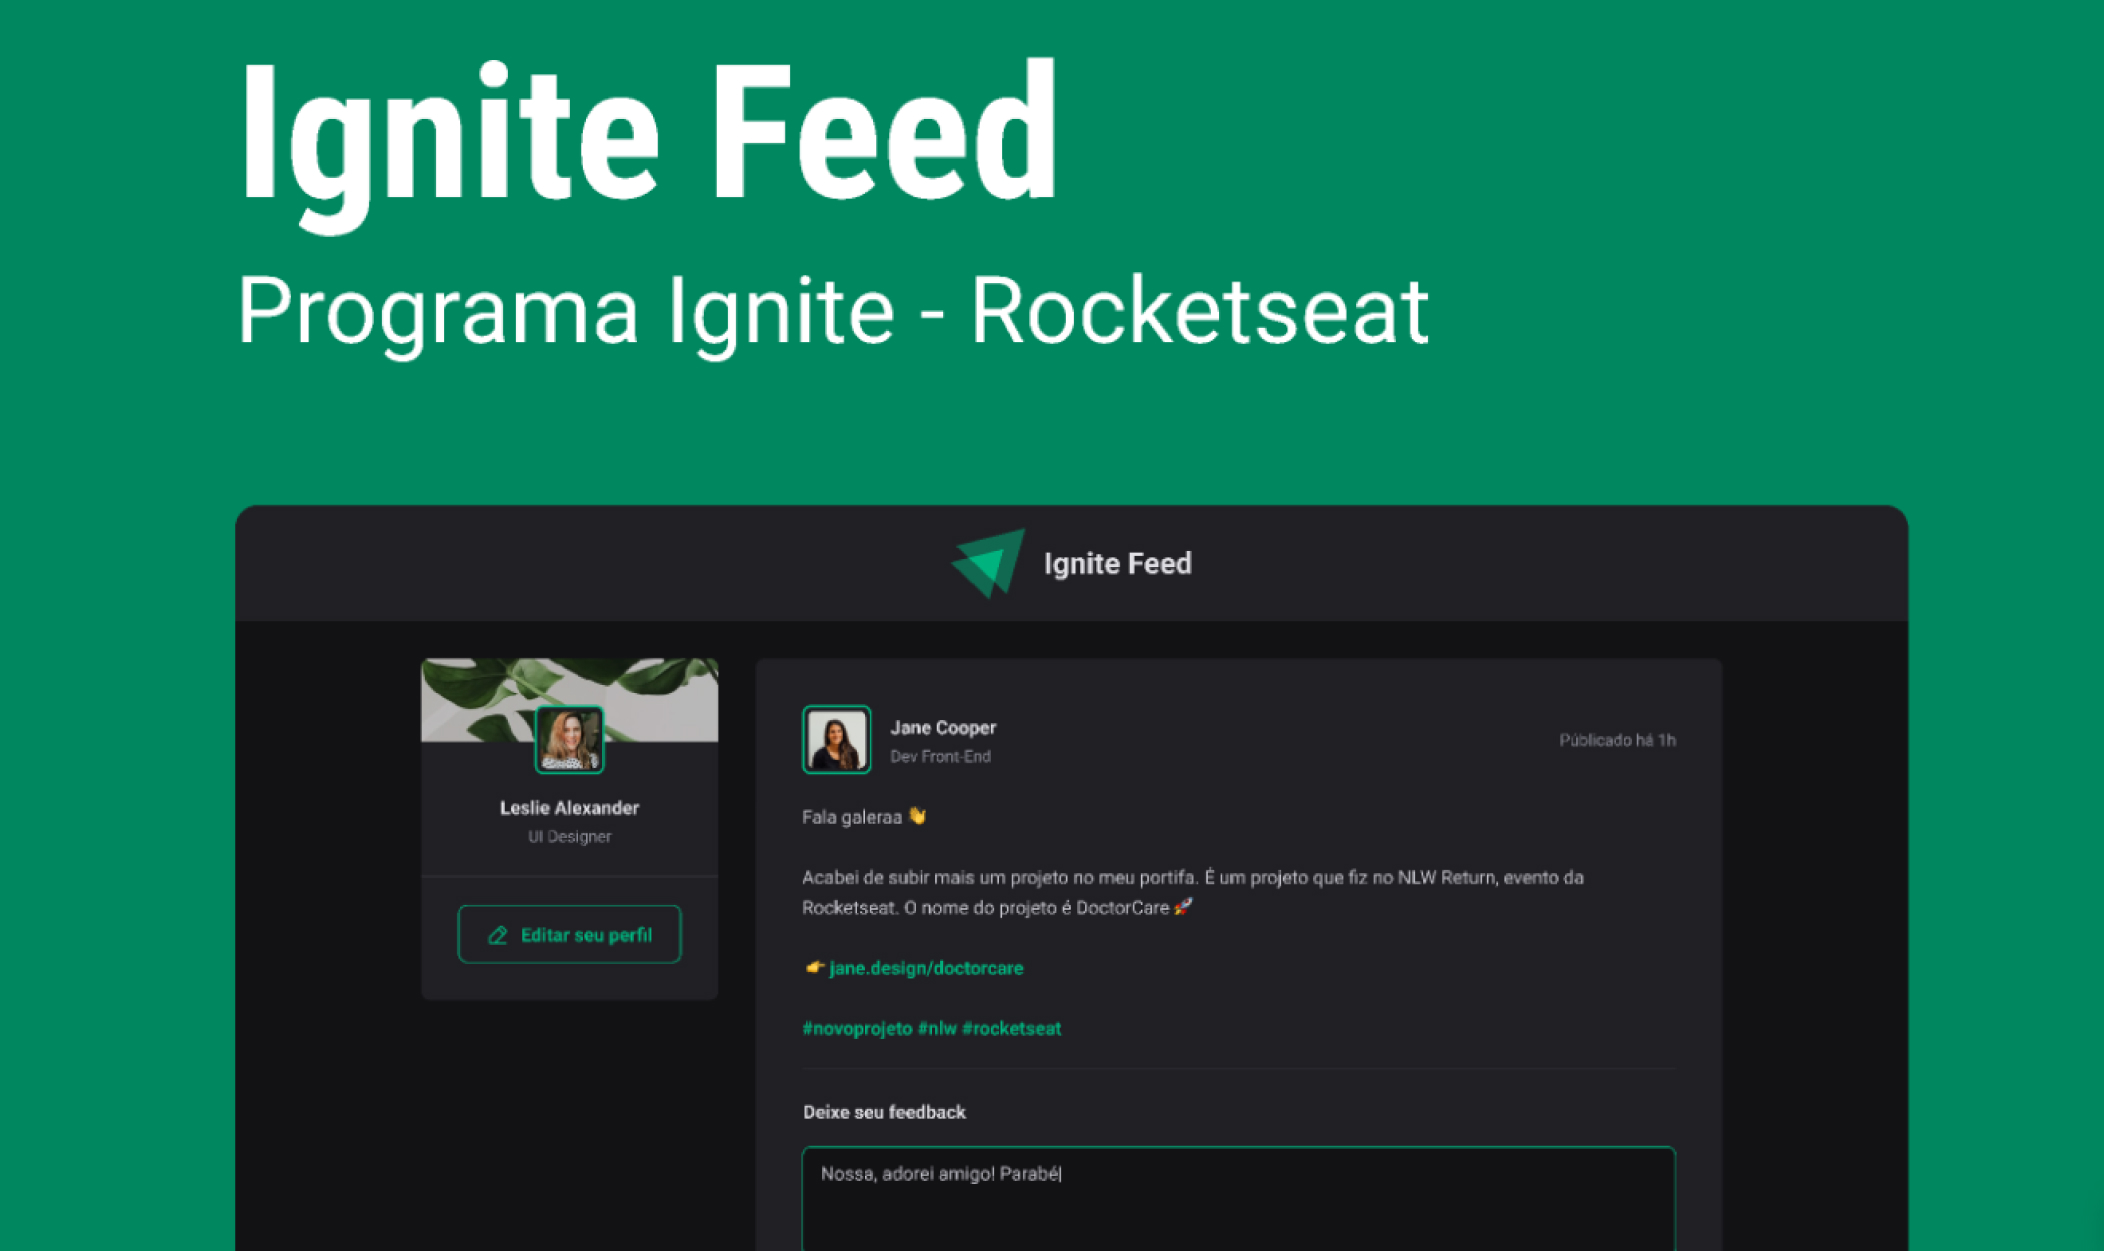 Ignite Feed
Programa Ignite - Rocketseat
Ignite Feed
Leslie Alexander
UI Designer
Editar seu perfil
Jane Cooper
Dev Front-End
Públicado há 1h
Fala galeraa 👋
Acabei de subir mais um projeto no meu portifa. É um projeto que fiz no NLW Return, evento da
Rocketseat. O nome do projeto é DoctorCare 🚀
👉 jane.design/doctorcare
#novoprojeto #nlw #rocketseat
Deixe seu feedback
Nossa, adorei amigo! Parabé|